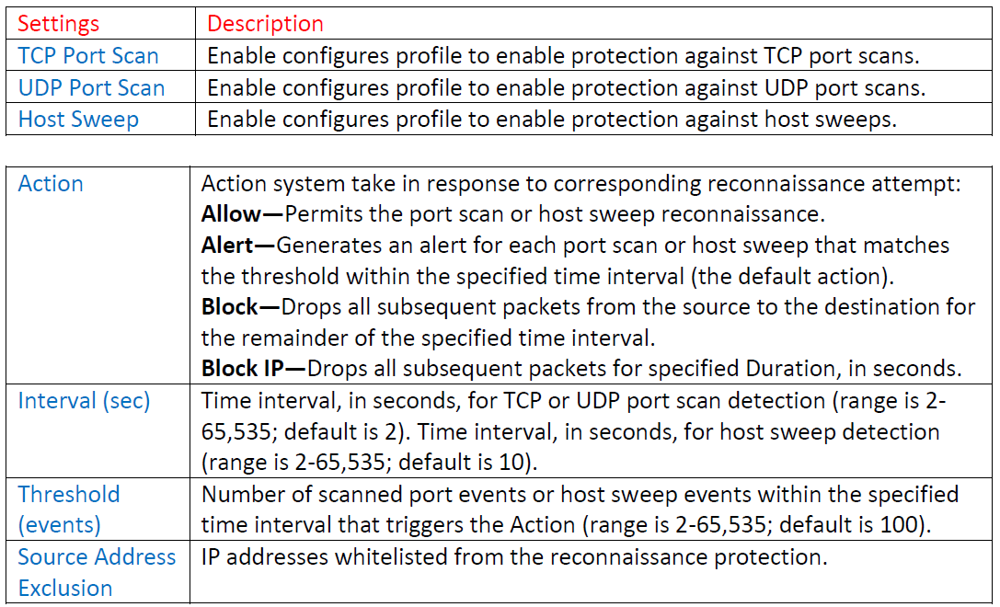 Settings Description
TCP Port Scan Enable configures profile to enable protection against TCP port scans.
UDP Port Scan Enable configures profile to enable protection against UDP port scans.
Host Sweep Enable configures profile to enable protection against host sweeps.
Action Action system take in response to corresponding reconnaissance attempt:
Allow—Permits the port scan or host sweep reconnaissance.
Alert—Generates an alert for each port scan or host sweep that matches
the threshold within the specified time interval (the default action).
Block—Drops all subsequent packets from the source to the destination for
the remainder of the specified time interval.
Block IP—Drops all subsequent packets for specified Duration, in seconds.
Interval (sec) Time interval, in seconds, for TCP or UDP port scan detection (range is 2-
65,535; default is 2). Time interval, in seconds, for host sweep detection
(range is 2-65,535; default is 10).
Threshold Number of scanned port events or host sweep events within the specified
(events) time interval that triggers the Action (range is 2-65,535; default is 100).
Source Address IP addresses whitelisted from the reconnaissance protection.
Exclusion